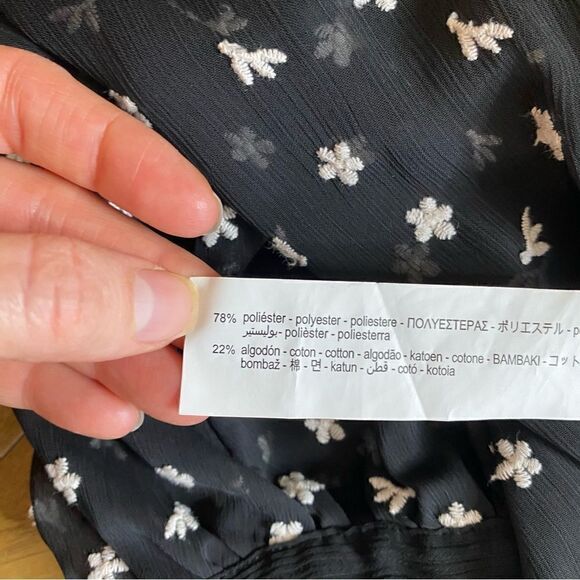 78% poliéster - polyester - poliestere - ΠΟΛΥΕΣΤΕΡΑΣ - ポリエステル -
بوليستير - polièster - poliesterra
22% algodón - coton - cotton - algodão - katoen - cotone - BAMBAKI - コット
bombaž - 棉 - 면 - katun - قطن - cotó - kotoia